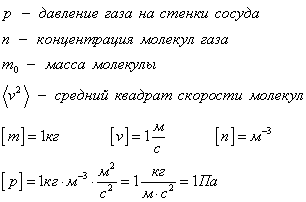 p – давление газа на стенки сосуда
n – концентрация молекул газа
m₀ – масса молекулы
⟨v²⟩ – средний квадрат скорости молекул
[m]=1кг [v]=1 м/с [n]=м⁻³
[p]=1кг·м⁻³·м²/с²=1 кг/(м·с²)=1Па